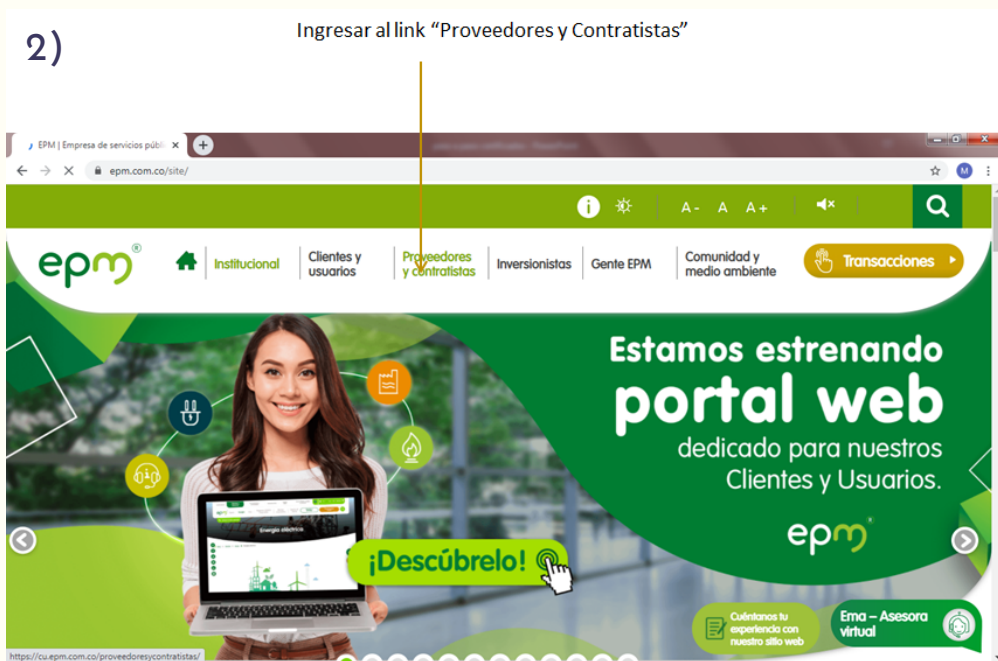 2)
Ingresar al link “Proveedores y Contratistas”
EPM | Empresa de servicios públi
epm.com.co/site/
M
i
A- A A+
epm®
Institucional
Clientes y
usuarios
Proveedores
y contratistas
Inversionistas
Gente EPM
Comunidad y
medio ambiente
Transacciones
Estamos estrenando
portal web
dedicado para nuestros
Clientes y Usuarios.
epm®
Energía eléctrica
¡Descúbrelo!
Cuéntanos tu
experiencia con
nuestro sitio web
Ema – Asesora
virtual
https://cu.epm.com.co/proveedoresycontratistas/